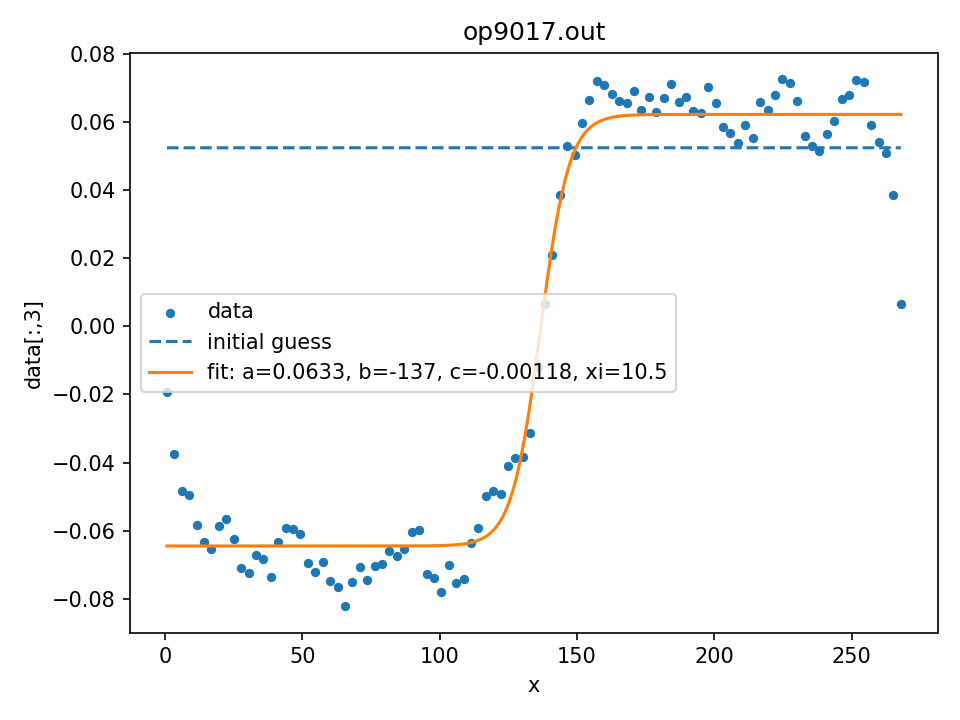 op9017.out
0.08
0.06
0.04
0.02
0.00
−0.02
−0.04
−0.06
−0.08
data[:,3]
data
initial guess
fit: a=0.0633, b=-137, c=-0.00118, xi=10.5
0 50 100 150 200 250
x